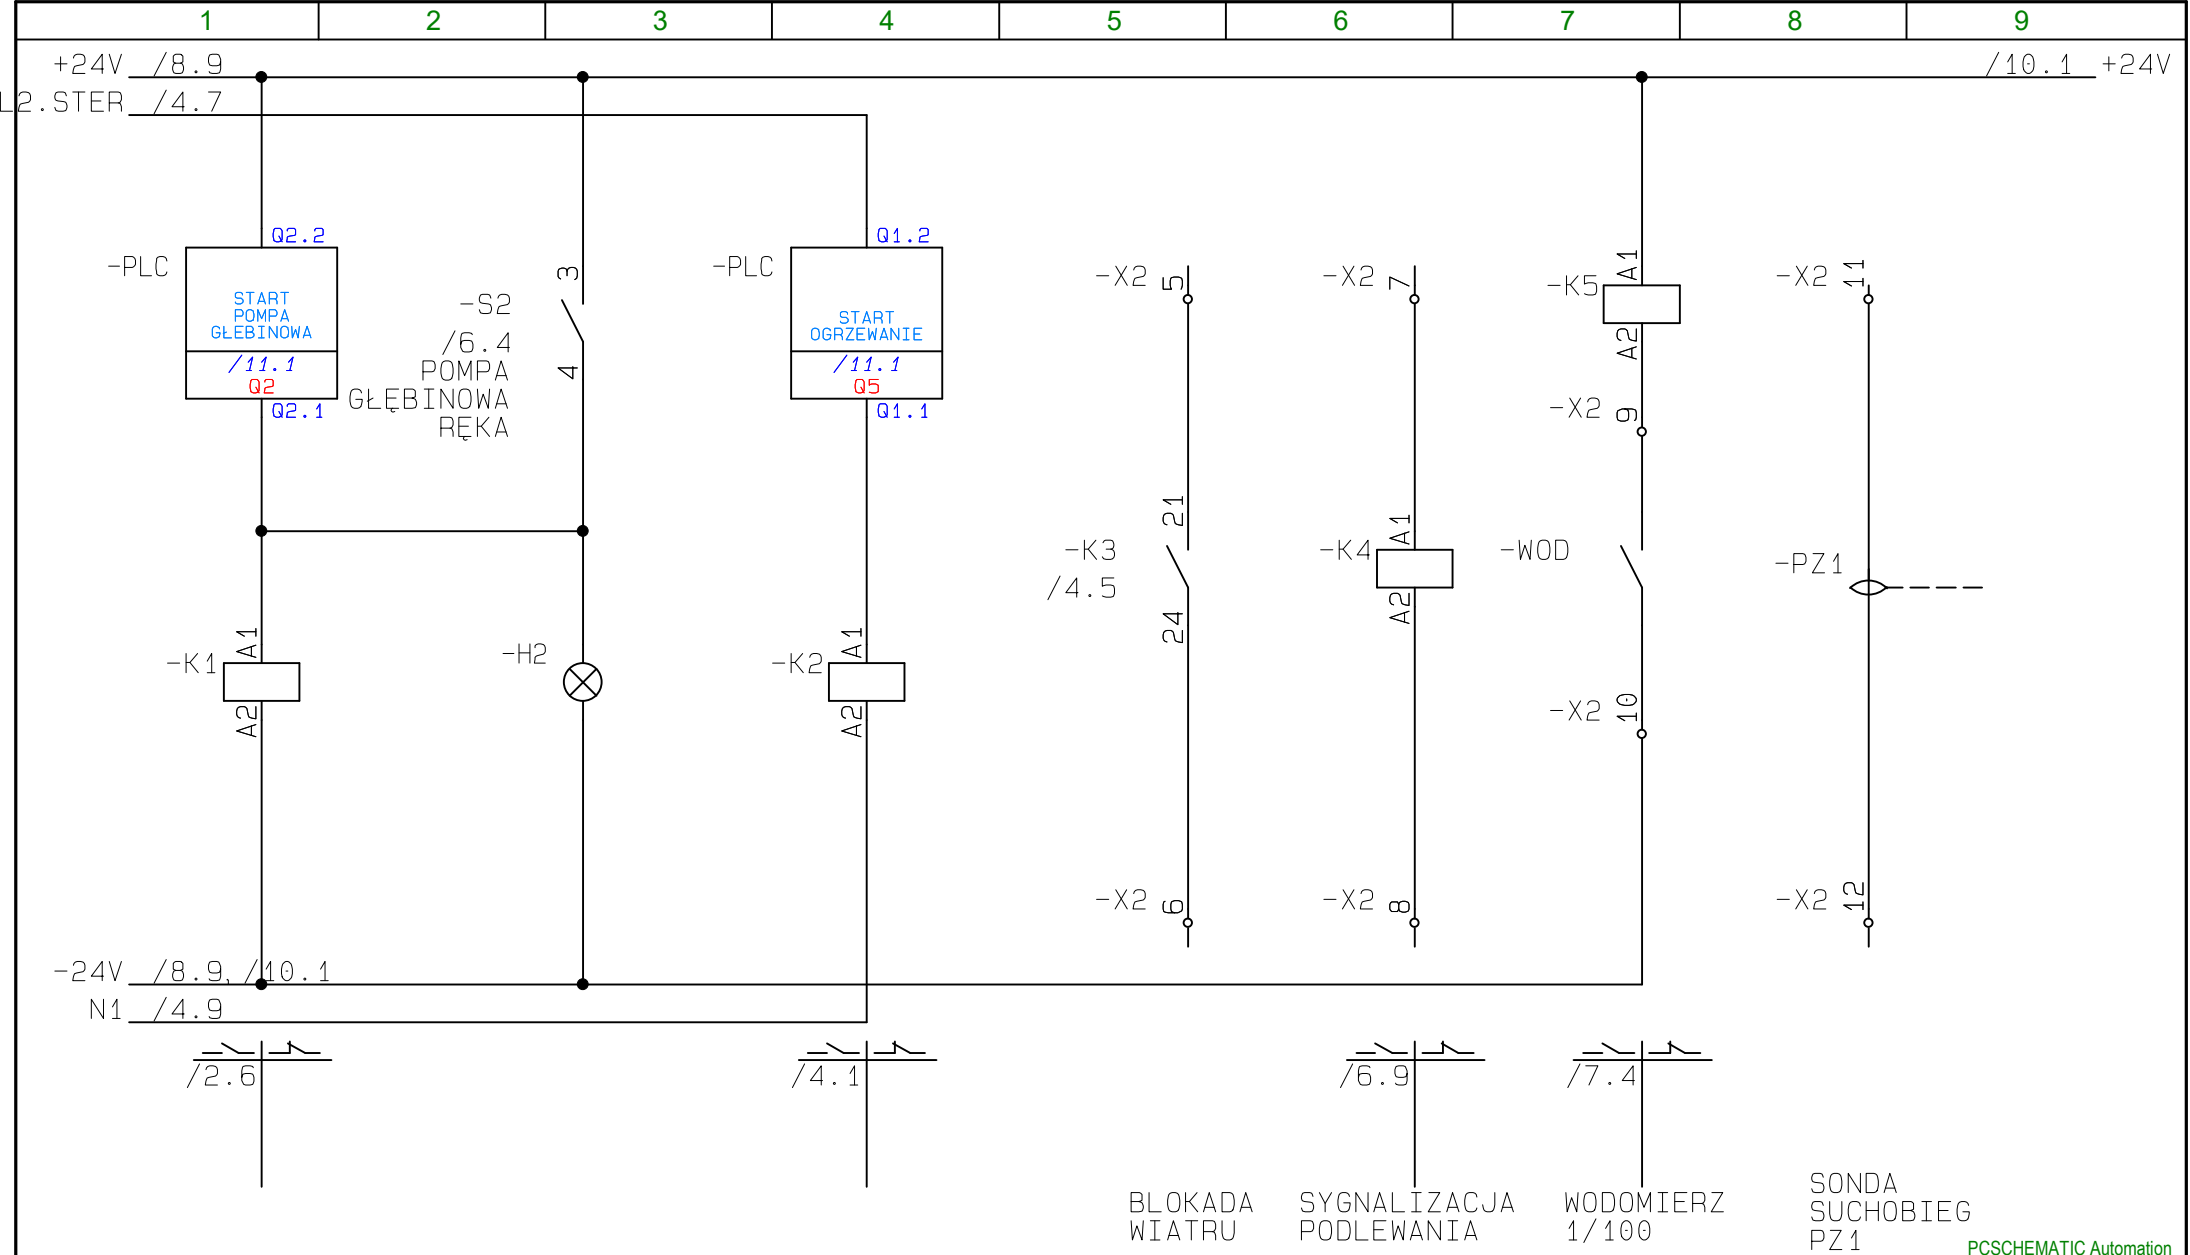 1 2 3 4 5 6 7 8 9
+24V /8.9
/10.1 +24V
L2.STER /4.7
-PLC
Q2.2
START
POMPA
GŁEBINOWA
/11.1
Q2
Q2.1
-S2
/6.4
POMPA
GŁĘBINOWA
RĘKA
3
4
-PLC
Q1.2
START
OGRZEWANIE
/11.1
Q5
Q1.1
-X2 5
-X2 7
-K5
A1
A2
-X2 9
-X2 11
-K3
/4.5
21
24
-K4
A1
A2
-WOD
-PZ1
-K1
A1
A2
-H2
-K2
A1
A2
-X2 10
-X2 6
-X2 8
-X2 12
-24V /8.9, /10.1
N1 /4.9
/2.6
/4.1
/6.9
/7.4
BLOKADA
WIATRU
SYGNALIZACJA
PODLEWANIA
WODOMIERZ
1/100
SONDA
SUCHOBIEG
PZ1
PCSCHEMATIC Automation